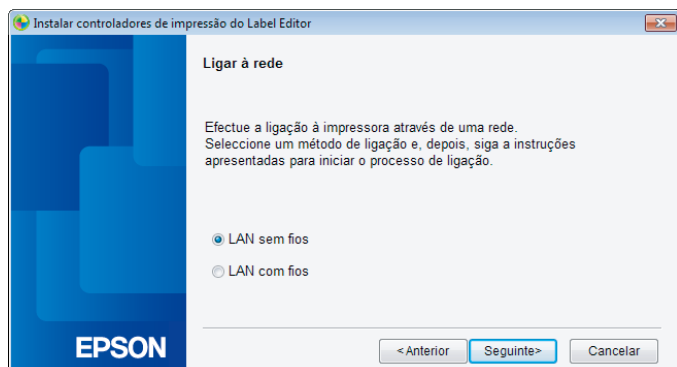 Instalar controladores de impressão do Label Editor
Ligar à rede
Efectue a ligação à impressora através de uma rede.
Seleccione um método de ligação e, depois, siga a instruções
apresentadas para iniciar o processo de ligação.
LAN sem fios
LAN com fios
EPSON
<Anterior Seguinte> Cancelar